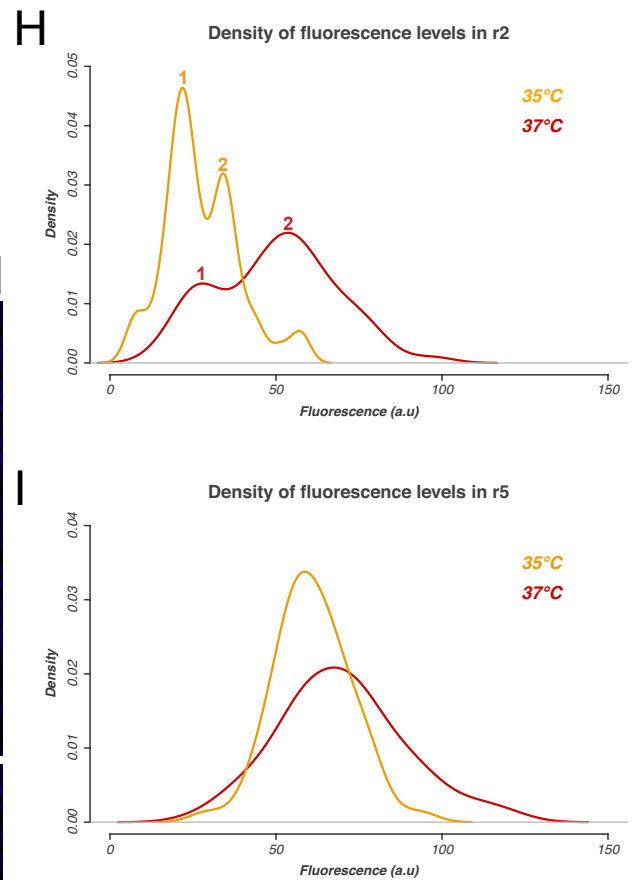 H
Density of fluorescence levels in r2
0.05
0.04
0.03
0.02
0.01
0.00
Density
1
2
1
2
35°C
37°C
0 50 100 150
Fluorescence (a.u)
I
Density of fluorescence levels in r5
0.04
0.03
0.02
0.01
0.00
Density
35°C
37°C
0 50 100 150
Fluorescence (a.u)